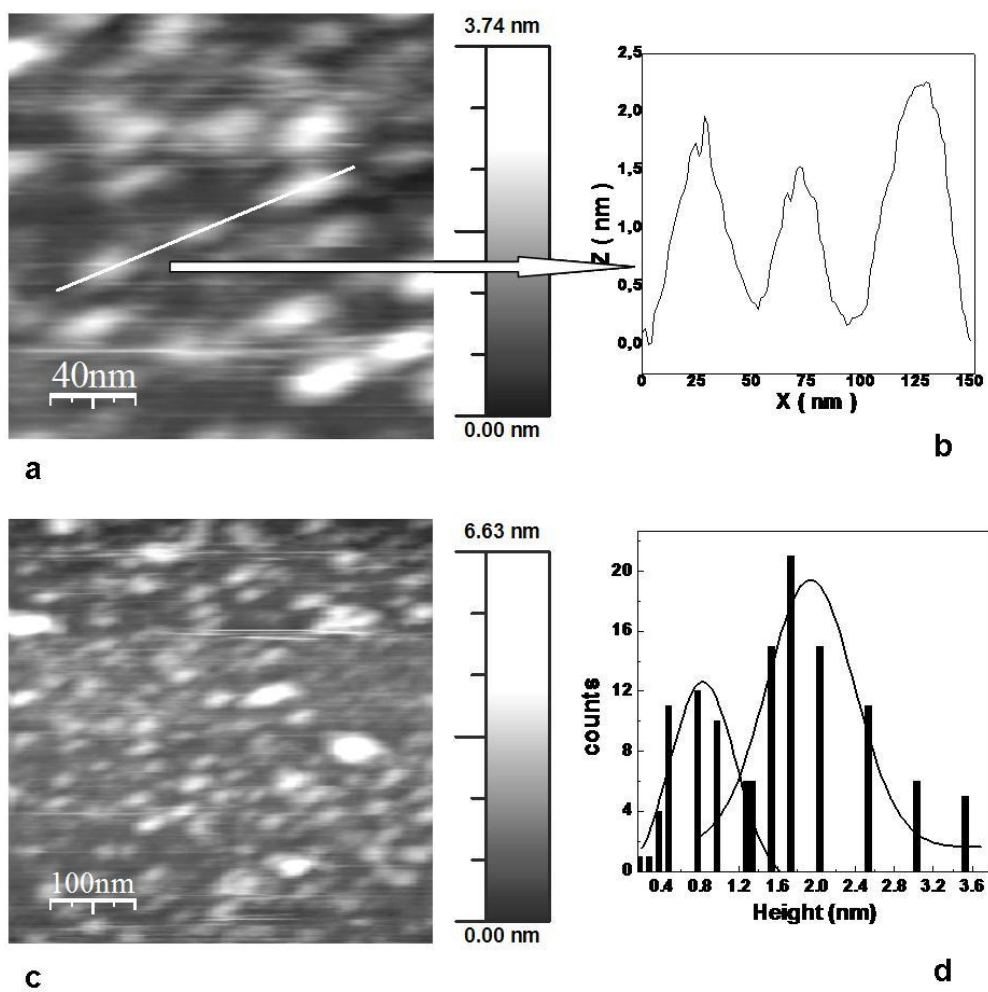 3.74 nm
0.00 nm
40nm
a
2,5
2,0
1,5
1,0
0,5
0,0
Z ( nm )
0 25 50 75 100 125 150
X ( nm )
b
6.63 nm
0.00 nm
100nm
c
20
16
12
8
4
0
counts
0.4 0.8 1.2 1.6 2.0 2.4 2.8 3.2 3.6
Height (nm)
d